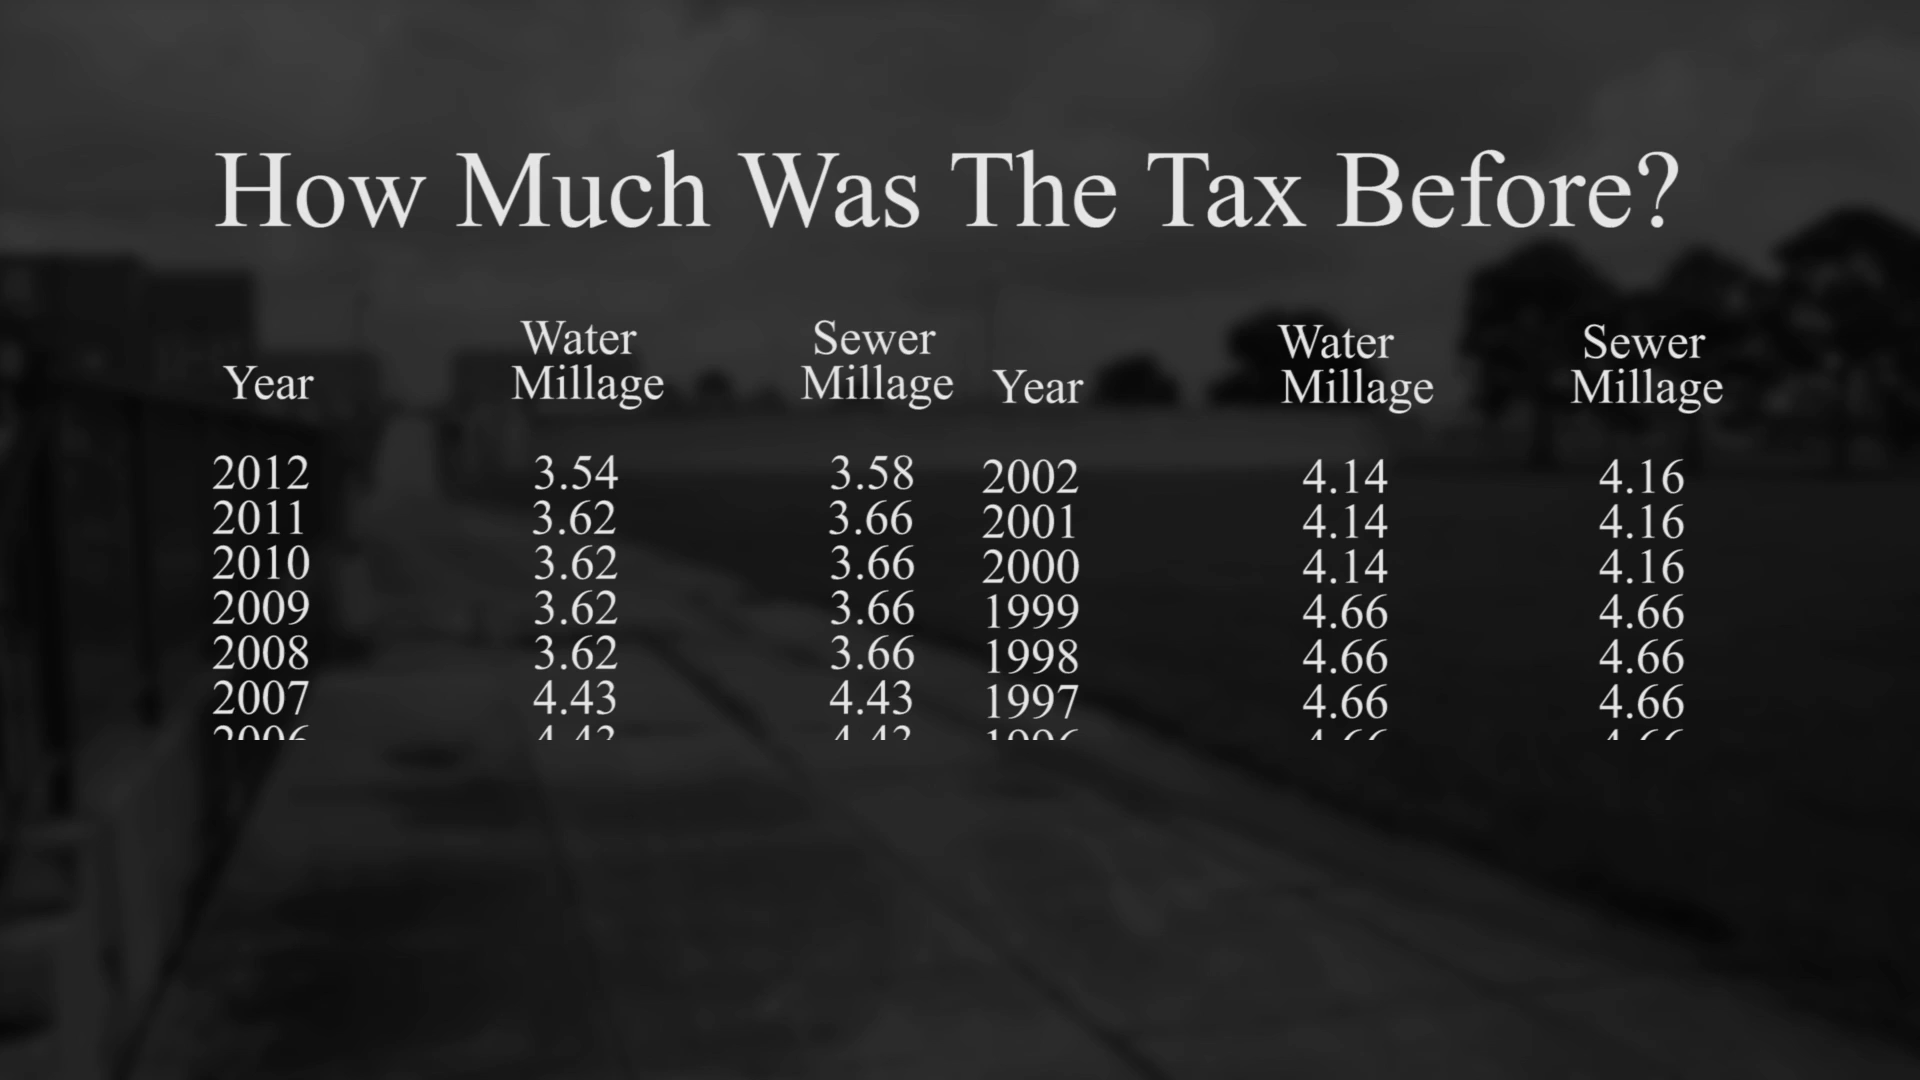 How Much Was The Tax Before?
Year Water Millage Sewer Millage Year Water Millage Sewer Millage
2012 3.54 3.58 2002 4.14 4.16
2011 3.62 3.66 2001 4.14 4.16
2010 3.62 3.66 2000 4.14 4.16
2009 3.62 3.66 1999 4.66 4.66
2008 3.62 3.66 1998 4.66 4.66
2007 4.43 4.43 1997 4.66 4.66